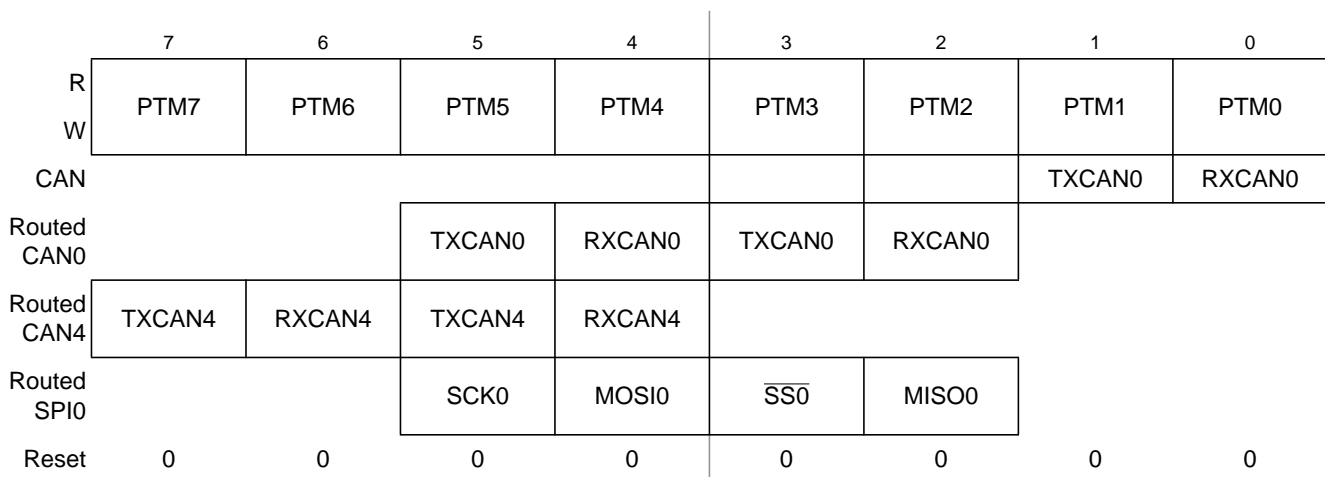 7 6 5 4 3 2 1 0
R
W
PTM7 PTM6 PTM5 PTM4 PTM3 PTM2 PTM1 PTM0
CAN TXCAN0 RXCAN0
Routed
CAN0
TXCAN0 RXCAN0 TXCAN0 RXCAN0
Routed
CAN4
TXCAN4 RXCAN4 TXCAN4 RXCAN4
Routed
SPI0
SCK0 MOSI0 S̅S̅0̅ MISO0
Reset 0 0 0 0 0 0 0 0